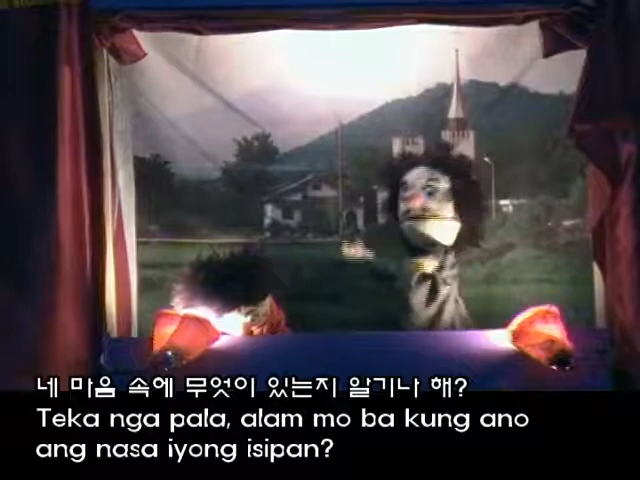 네 마음 속에 무엇이 있는지 알기나 해?
Teka nga pala, alam mo ba kung ano
ang nasa iyong isipan?